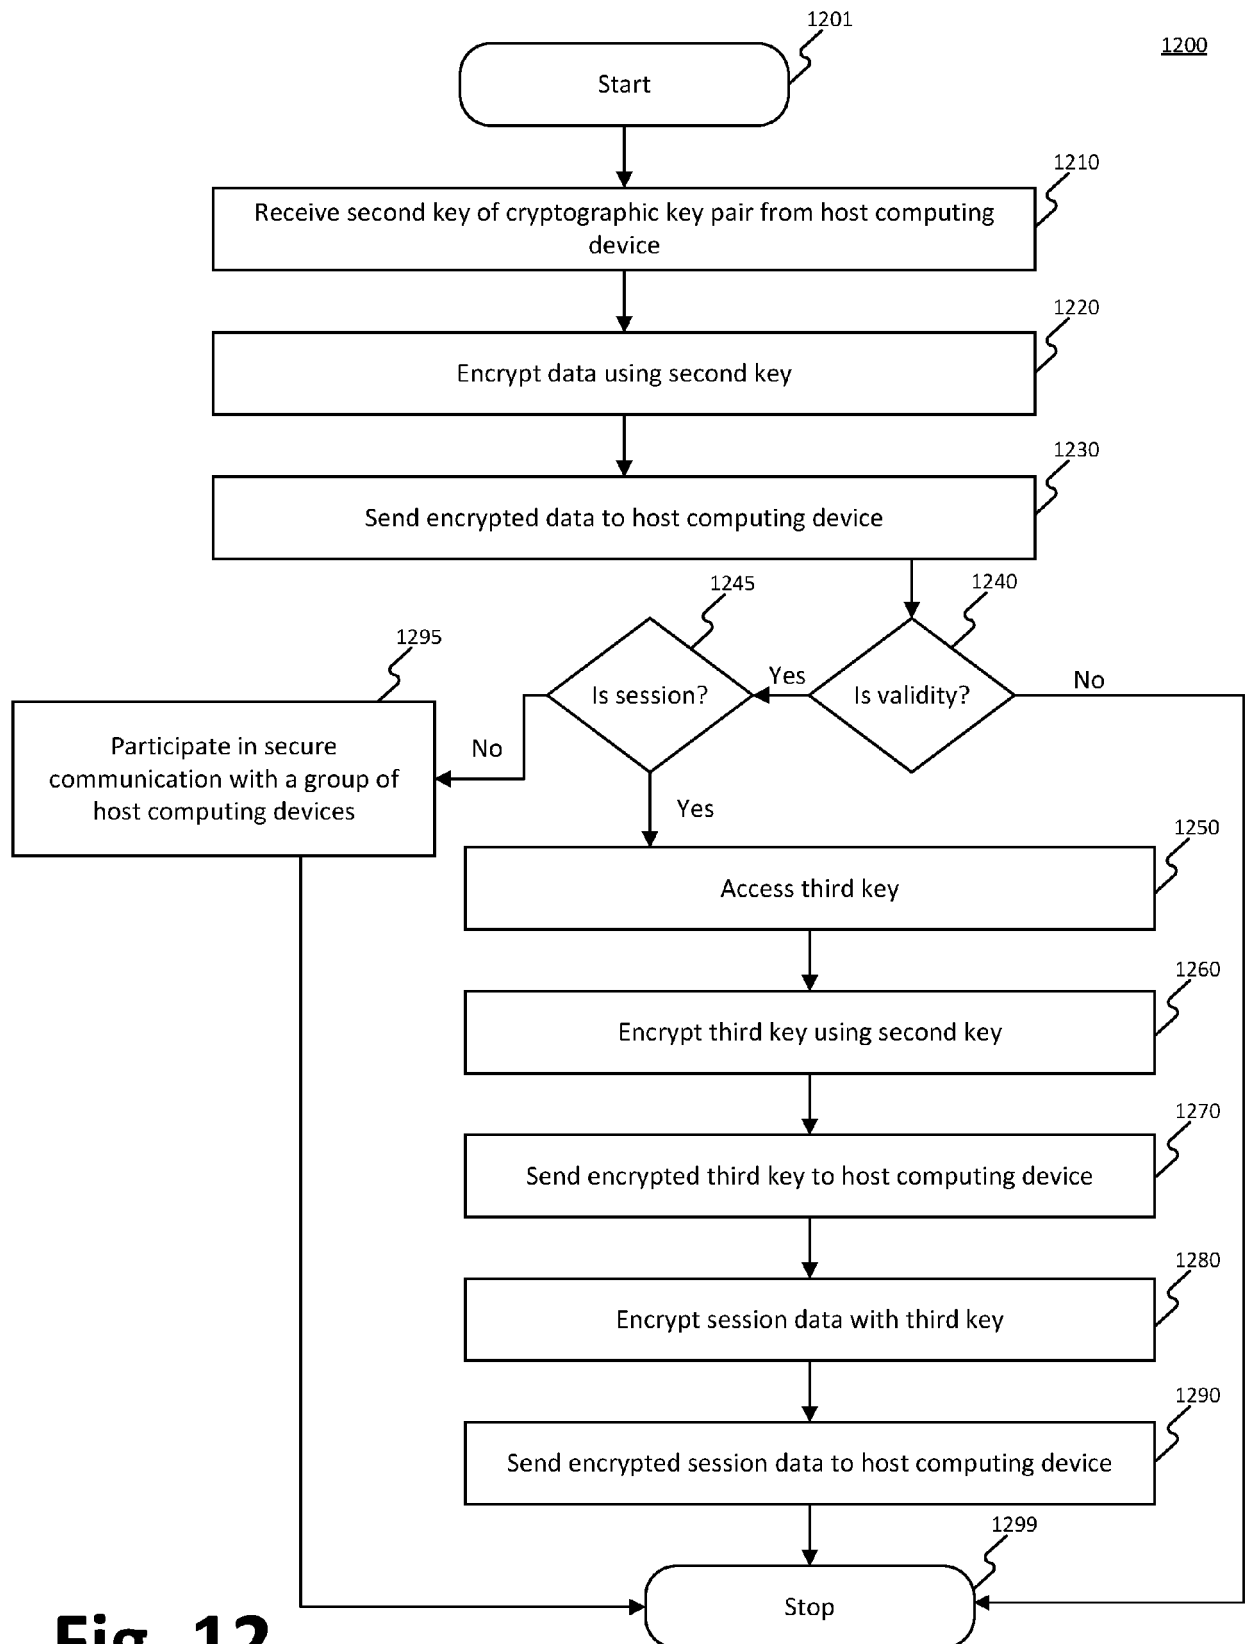 1201
1200
Start
1210
Receive second key of cryptographic key pair from host computing
device
1220
Encrypt data using second key
1230
Send encrypted data to host computing device
1245
1240
1295
Is session?
Yes
Is validity?
No
Participate in secure
communication with a group of
host computing devices
No
Yes
1250
Access third key
1260
Encrypt third key using second key
1270
Send encrypted third key to host computing device
1280
Encrypt session data with third key
1290
Send encrypted session data to host computing device
1299
Stop
Fig. 12